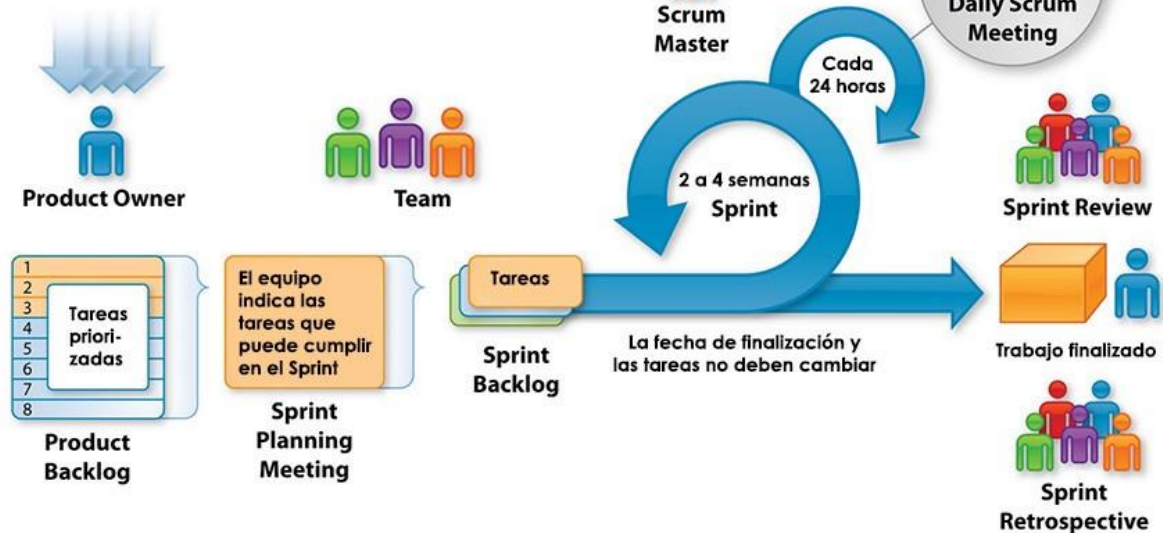 Scrum
Master
Daily Scrum
Meeting
Cada
24 horas
Product Owner
Team
2 a 4 semanas
Sprint
Sprint Review
1
2
3
4
5
6
7
8
Tareas
priori-
zadas
Product
Backlog
El equipo
indica las
tareas que
puede cumplir
en el Sprint
Sprint
Planning
Meeting
Tareas
Sprint
Backlog
La fecha de finalización y
las tareas no deben cambiar
Trabajo finalizado
Sprint
Retrospective